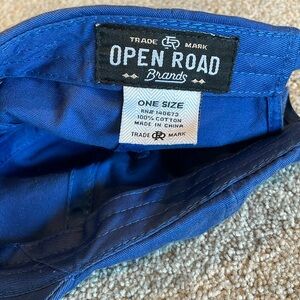 TRADE MARK
OPEN ROAD
Brands
ONE SIZE
RN# 140673
100% COTTON
MADE IN CHINA
TRADE MARK